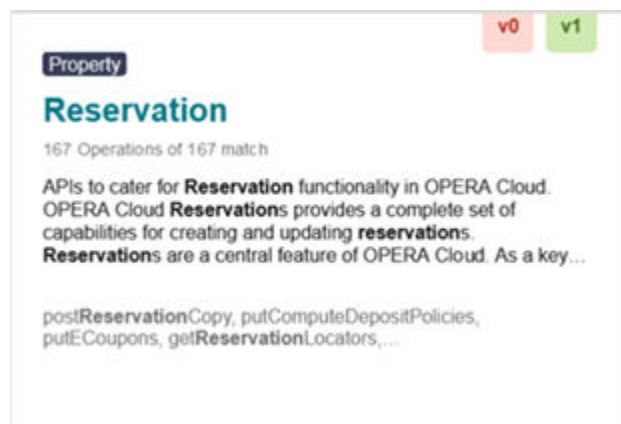 v0 v1
Property
Reservation
167 Operations of 167 match
APIs to cater for Reservation functionality in OPERA Cloud.
OPERA Cloud Reservations provides a complete set of
capabilities for creating and updating reservations.
Reservations are a central feature of OPERA Cloud. As a key...
postReservationCopy, putComputeDepositPolicies,
putECoupons, getReservationLocators,...